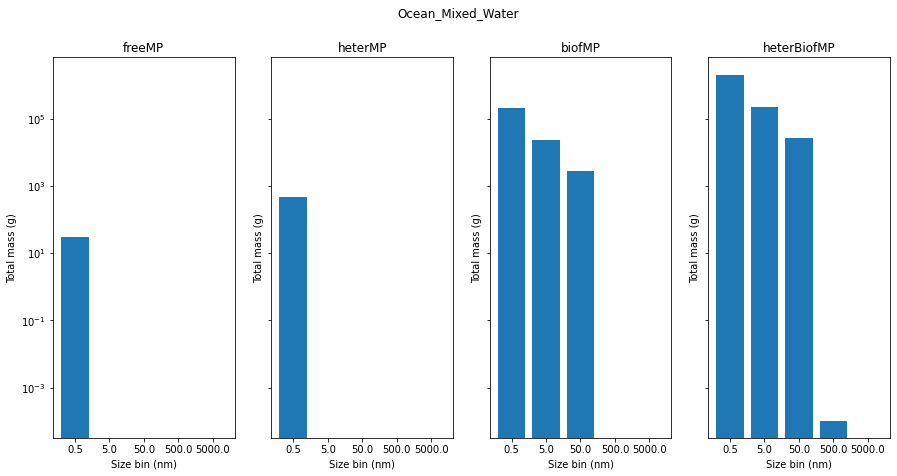 Ocean_Mixed_Water
freeMP
heterMP
biofMP
heterBiofMP
Total mass (g)
10^5
10^3
10^1
10^-1
10^-3
0.5 5.0 50.0 500.0 5000.0
Size bin (nm)
Total mass (g)
0.5 5.0 50.0 500.0 5000.0
Size bin (nm)
Total mass (g)
0.5 5.0 50.0 500.0 5000.0
Size bin (nm)
Total mass (g)
0.5 5.0 50.0 500.0 5000.0
Size bin (nm)